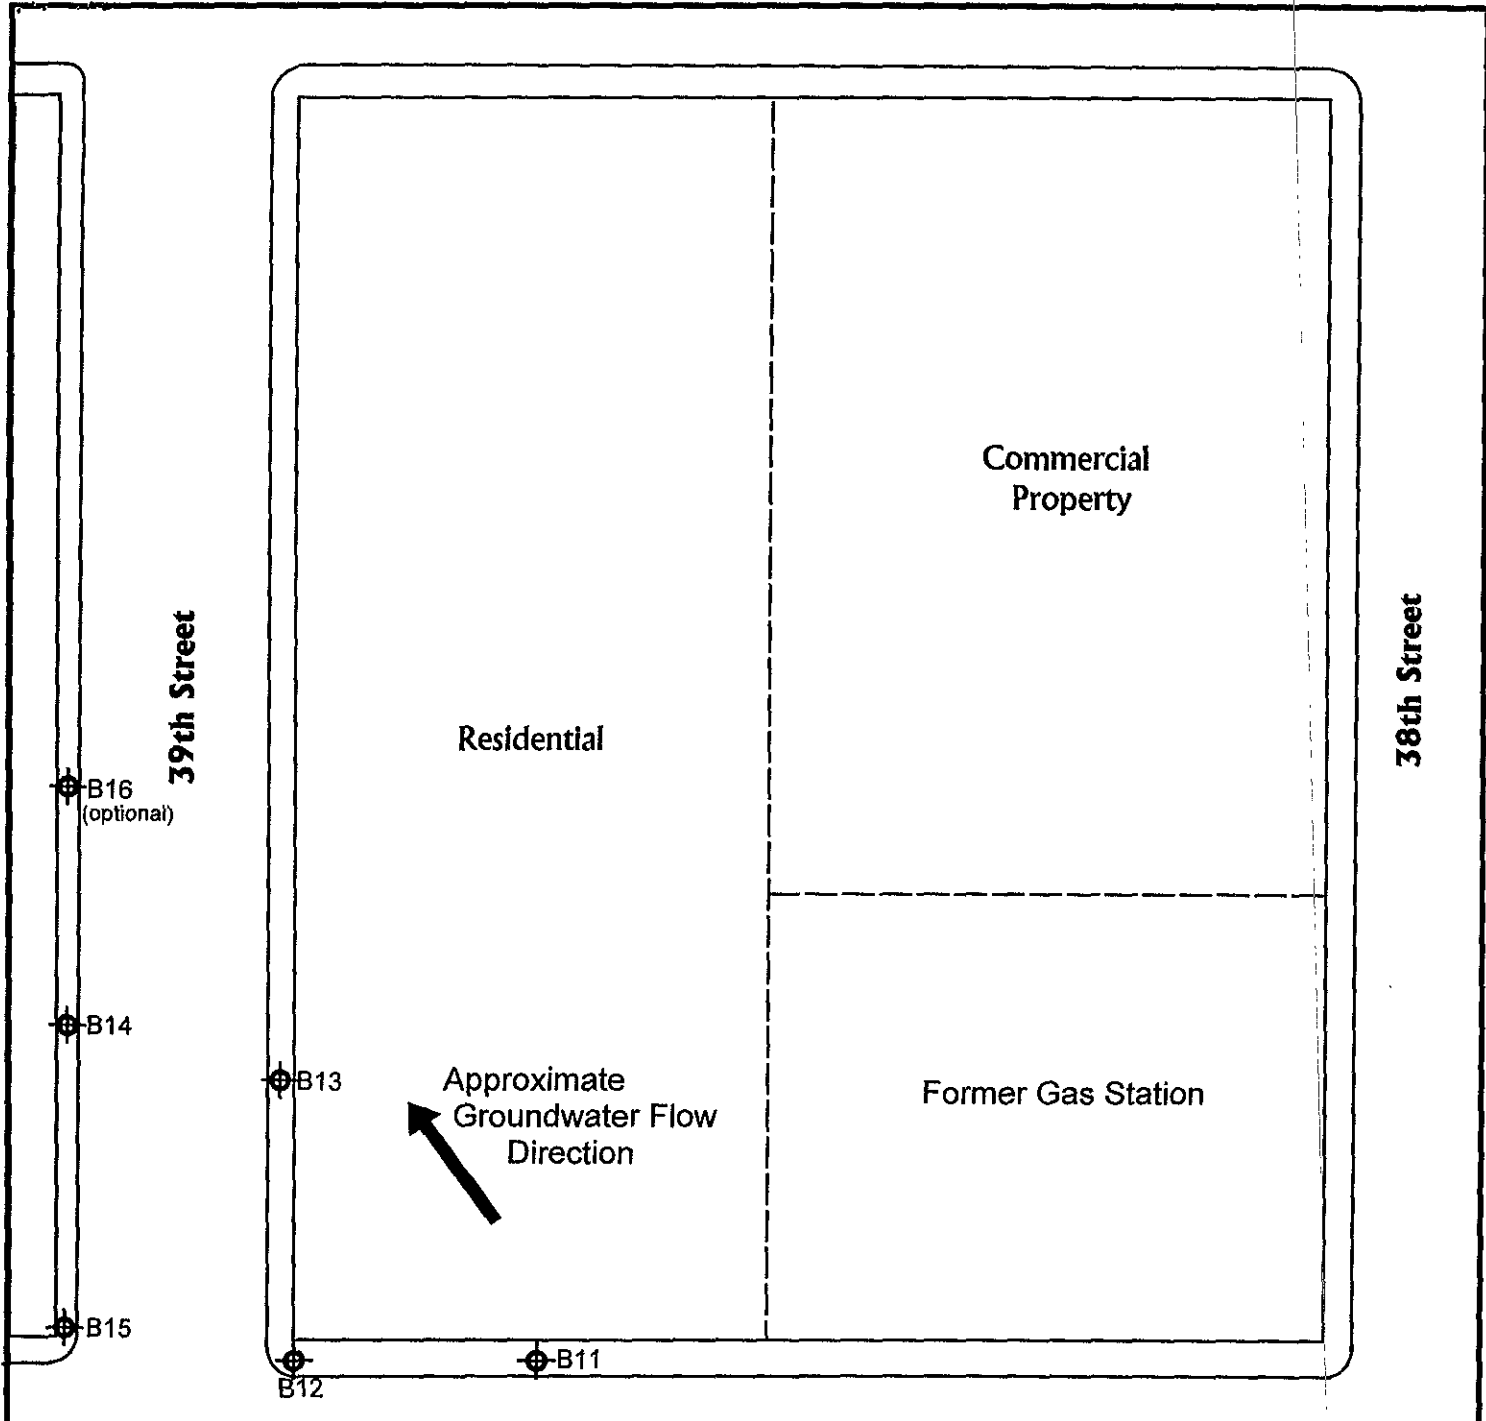 Commercial
Property
39th Street
38th Street
Residential
B16
(optional)
B14
B13
Approximate
Groundwater Flow
Direction
Former Gas Station
B15
B11
B12